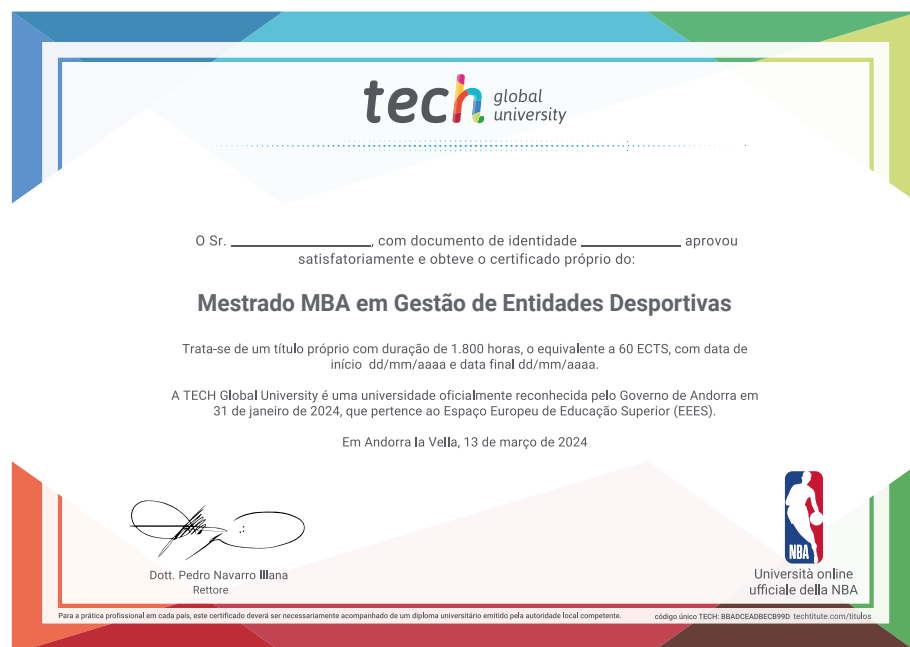 tech global
university
O Sr. ____________________, com documento de identidade _______________ aprovou
satisfatoriamente e obteve o certificado próprio do:
Mestrado MBA em Gestão de Entidades Desportivas
Trata-se de um título próprio com duração de 1.800 horas, o equivalente a 60 ECTS, com data de
início dd/mm/aaaa e data final dd/mm/aaaa.
A TECH Global University é uma universidade oficialmente reconhecida pelo Governo de Andorra em
31 de janeiro de 2024, que pertence ao Espaço Europeu de Educação Superior (EEES).
Em Andorra la Vella, 13 de março de 2024
NBA
Dott. Pedro Navarro Illana
Rettore
Università online
ufficiale della NBA
Para a prática profissional em cada país, este certificado deverá ser necessariamente acompanhado de um diploma universitário emitido pela autoridade local competente.
código único TECH: BBADCEADBECB99D techtitute.com/titulos